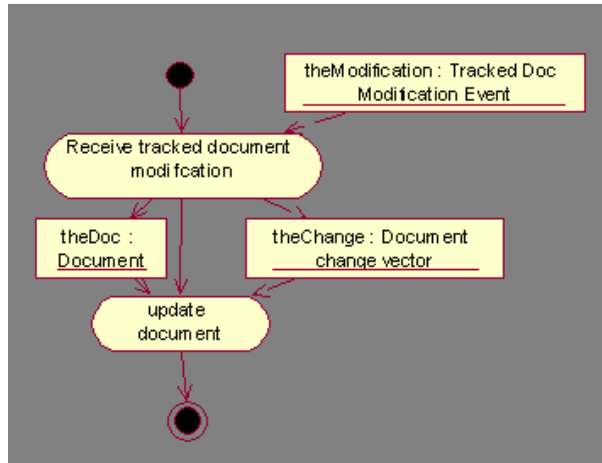 theModification : Tracked Doc
Modification Event
Receive tracked document
modifcation
theDoc :
Document
theChange : Document
change vector
update
document